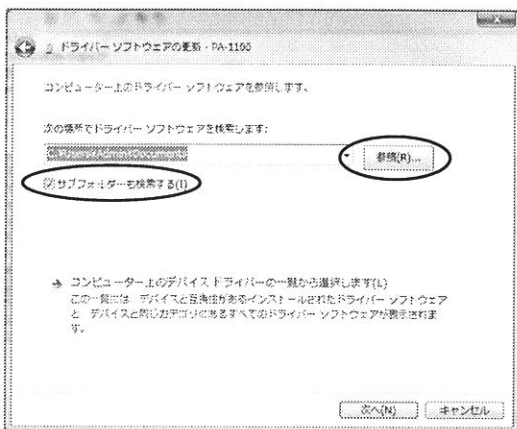 ドライバー ソフトウェアの更新 - PA-1100
コンピューター上のドライバー ソフトウェアを参照します。
次の場所でドライバー ソフトウェアを検索します:
参照(R)...
サブフォルダーも検索する(I)
コンピューター上のデバイス ドライバーの一覧から選択します(L)
この一覧には、デバイスと互換性があるインストールされたドライバー ソフトウェア
と、デバイスと同じカテゴリにあるすべてのドライバー ソフトウェアが表示されま
す。
次へ(N)
キャンセル